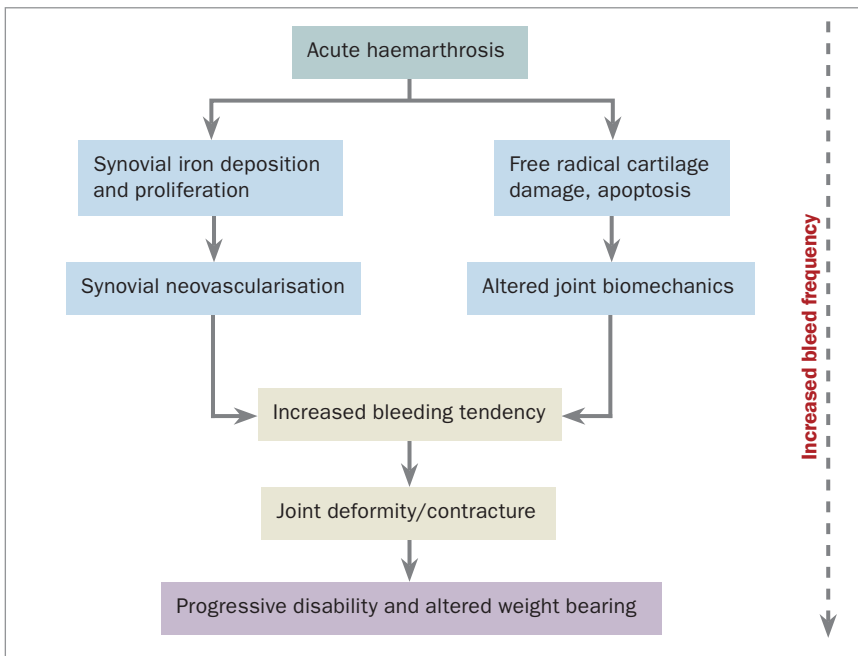 Acute haemarthrosis
Synovial iron deposition
and proliferation
Free radical cartilage
damage, apoptosis
Synovial neovascularisation
Altered joint biomechanics
Increased bleeding tendency
Joint deformity/contracture
Progressive disability and altered weight bearing
Increased bleed frequency